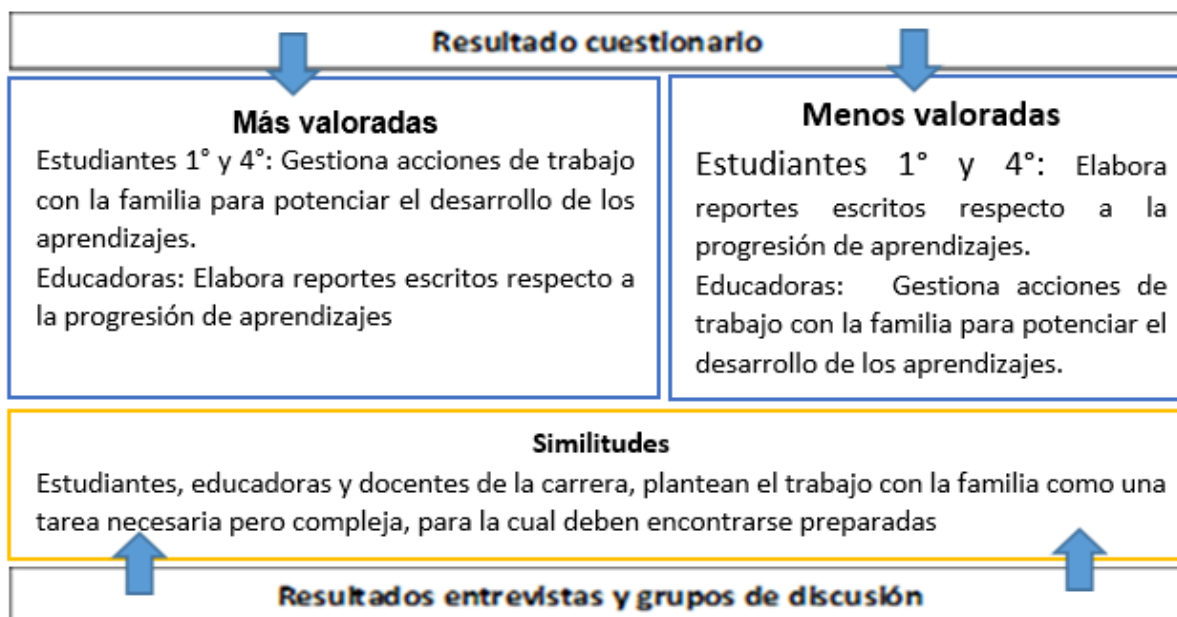 Resultado cuestionario
Más valoradas
Estudiantes 1° y 4°: Gestiona acciones de trabajo
con la familia para potenciar el desarrollo de los
aprendizajes.
Educadoras: Elabora reportes escritos respecto a
la progresión de aprendizajes
Menos valoradas
Estudiantes 1° y 4°: Elabora
reportes escritos respecto a la
progresión de aprendizajes.
Educadoras: Gestiona acciones de
trabajo con la familia para potenciar el
desarrollo de los aprendizajes.
Similitudes
Estudiantes, educadoras y docentes de la carrera, plantean el trabajo con la familia como una
tarea necesaria pero compleja, para la cual deben encontrarse preparadas
Resultados entrevistas y grupos de discusión